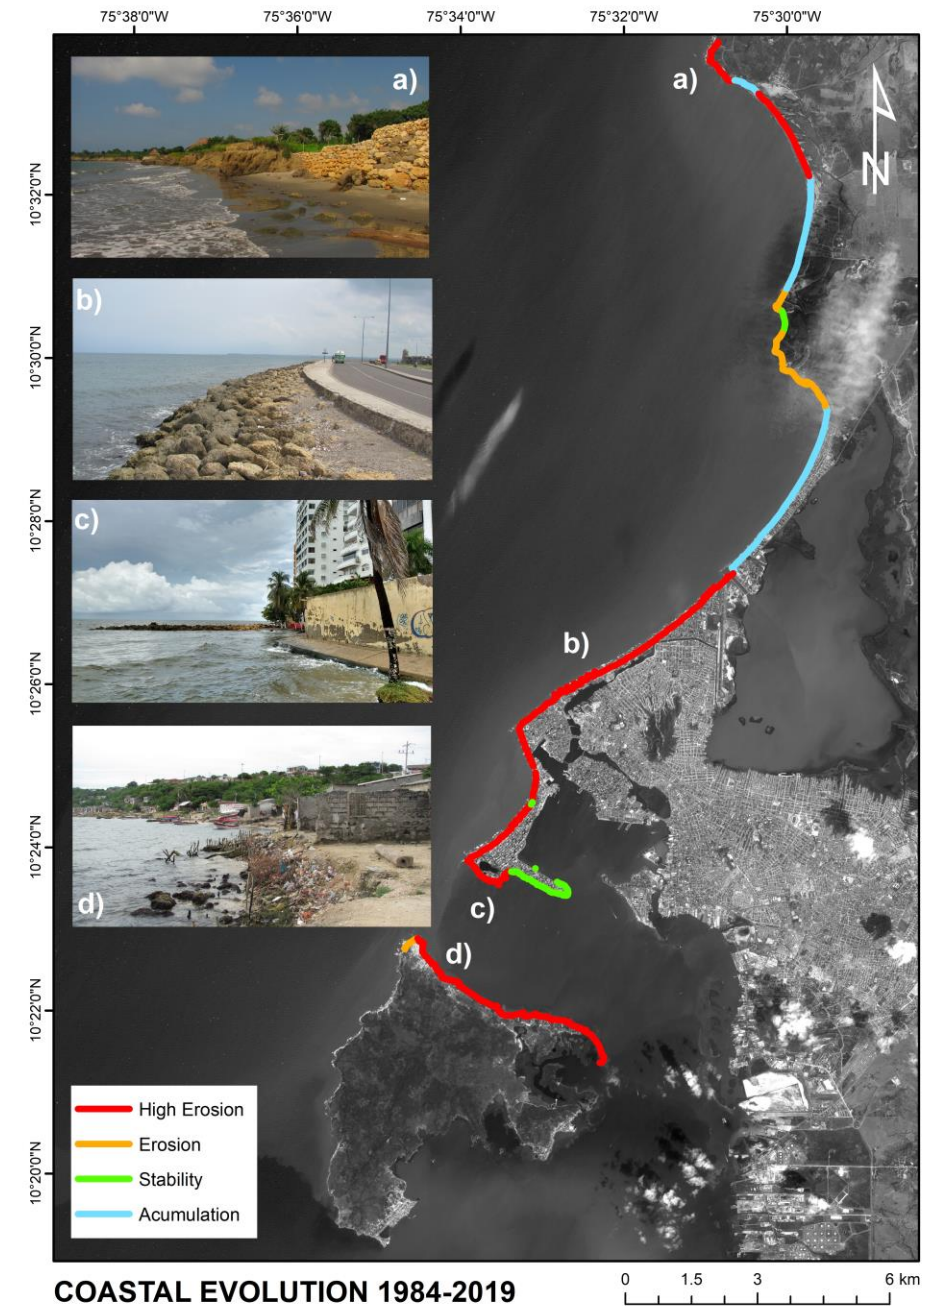 75°38'0"W 75°36'0"W 75°34'0"W 75°32'0"W 75°30'0"W
a)
a)
N
10°32'0"N
b)
10°30'0"N
c)
10°28'0"N
b)
10°26'0"N
10°24'0"N
d)
c)
d)
10°22'0"N
High Erosion
Erosion
Stability
Acumulation
10°20'0"N
COASTAL EVOLUTION 1984-2019
0 1.5 3 6 km